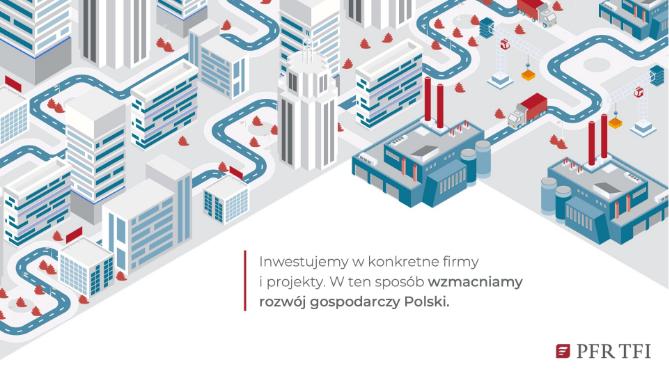 Inwestujemy w konkretne firmy
i projekty. W ten sposób wzmacniamy
rozwój gospodarczy Polski.
PFR TFI